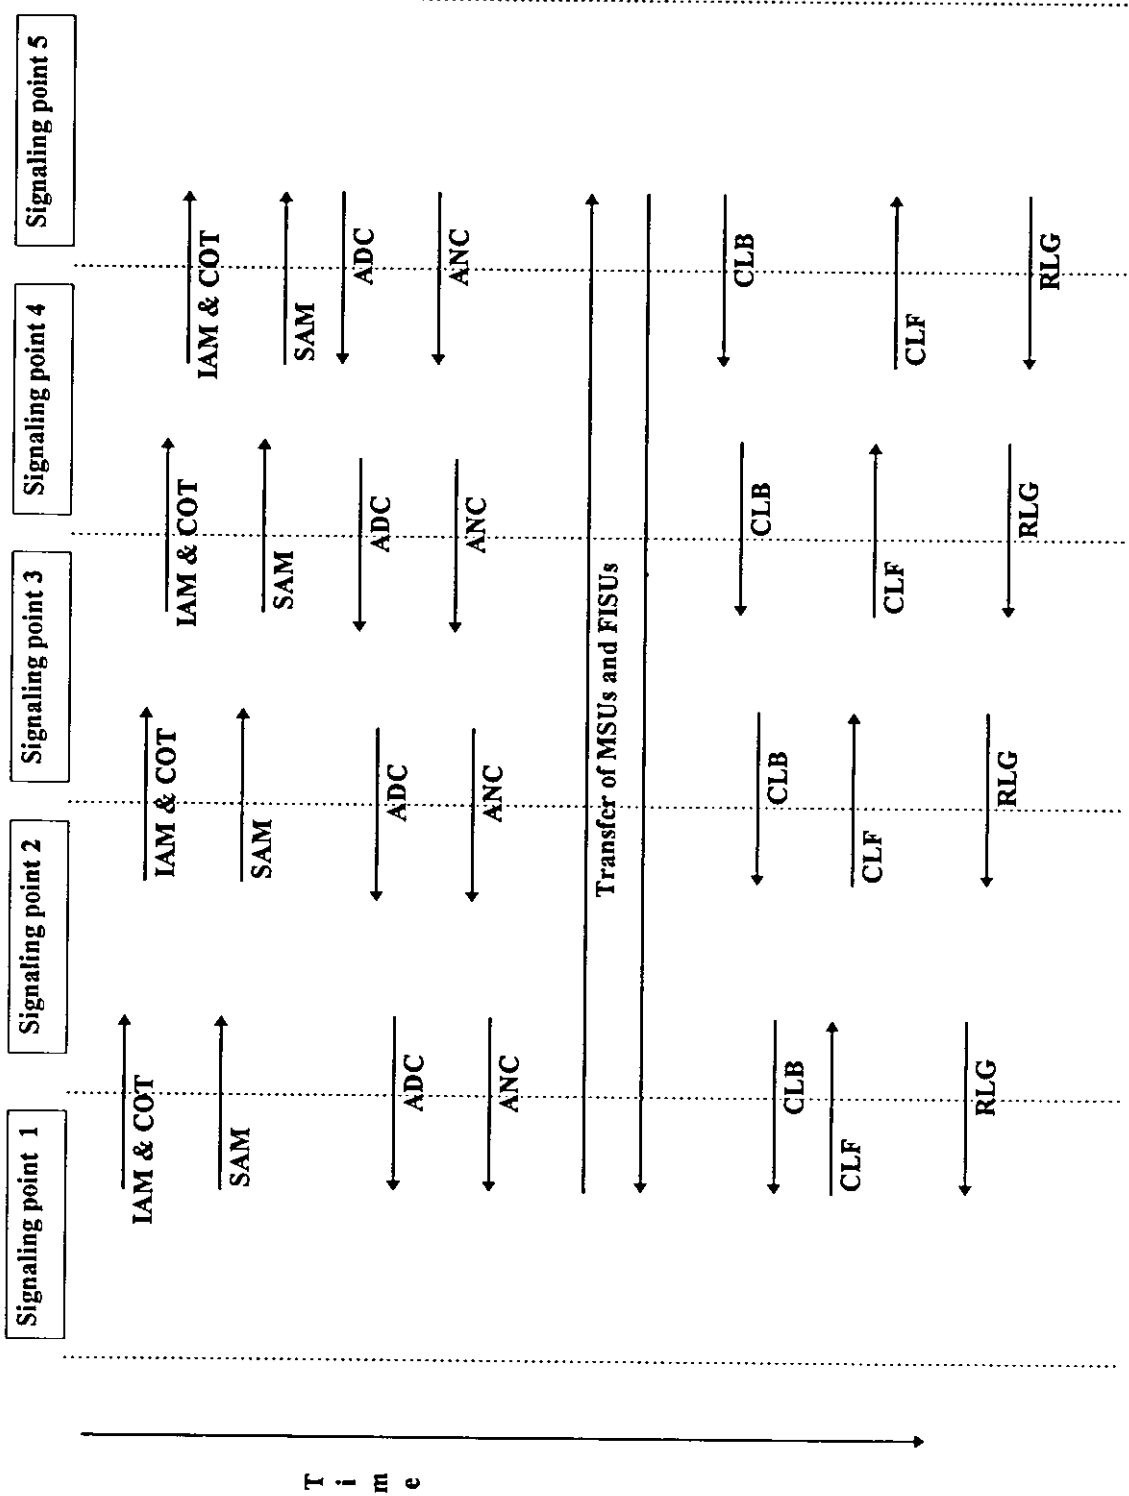 Signaling point 1
Signaling point 2
Signaling point 3
Signaling point 4
Signaling point 5
IAM & COT
IAM & COT
IAM & COT
IAM & COT
SAM
SAM
SAM
SAM
T
i
m
e
ADC
ADC
ADC
ADC
ANC
ANC
ANC
ANC
Transfer of MSUs and FISUs
CLB
CLB
CLB
CLB
CLF
CLF
CLF
CLF
RLG
RLG
RLG
RLG